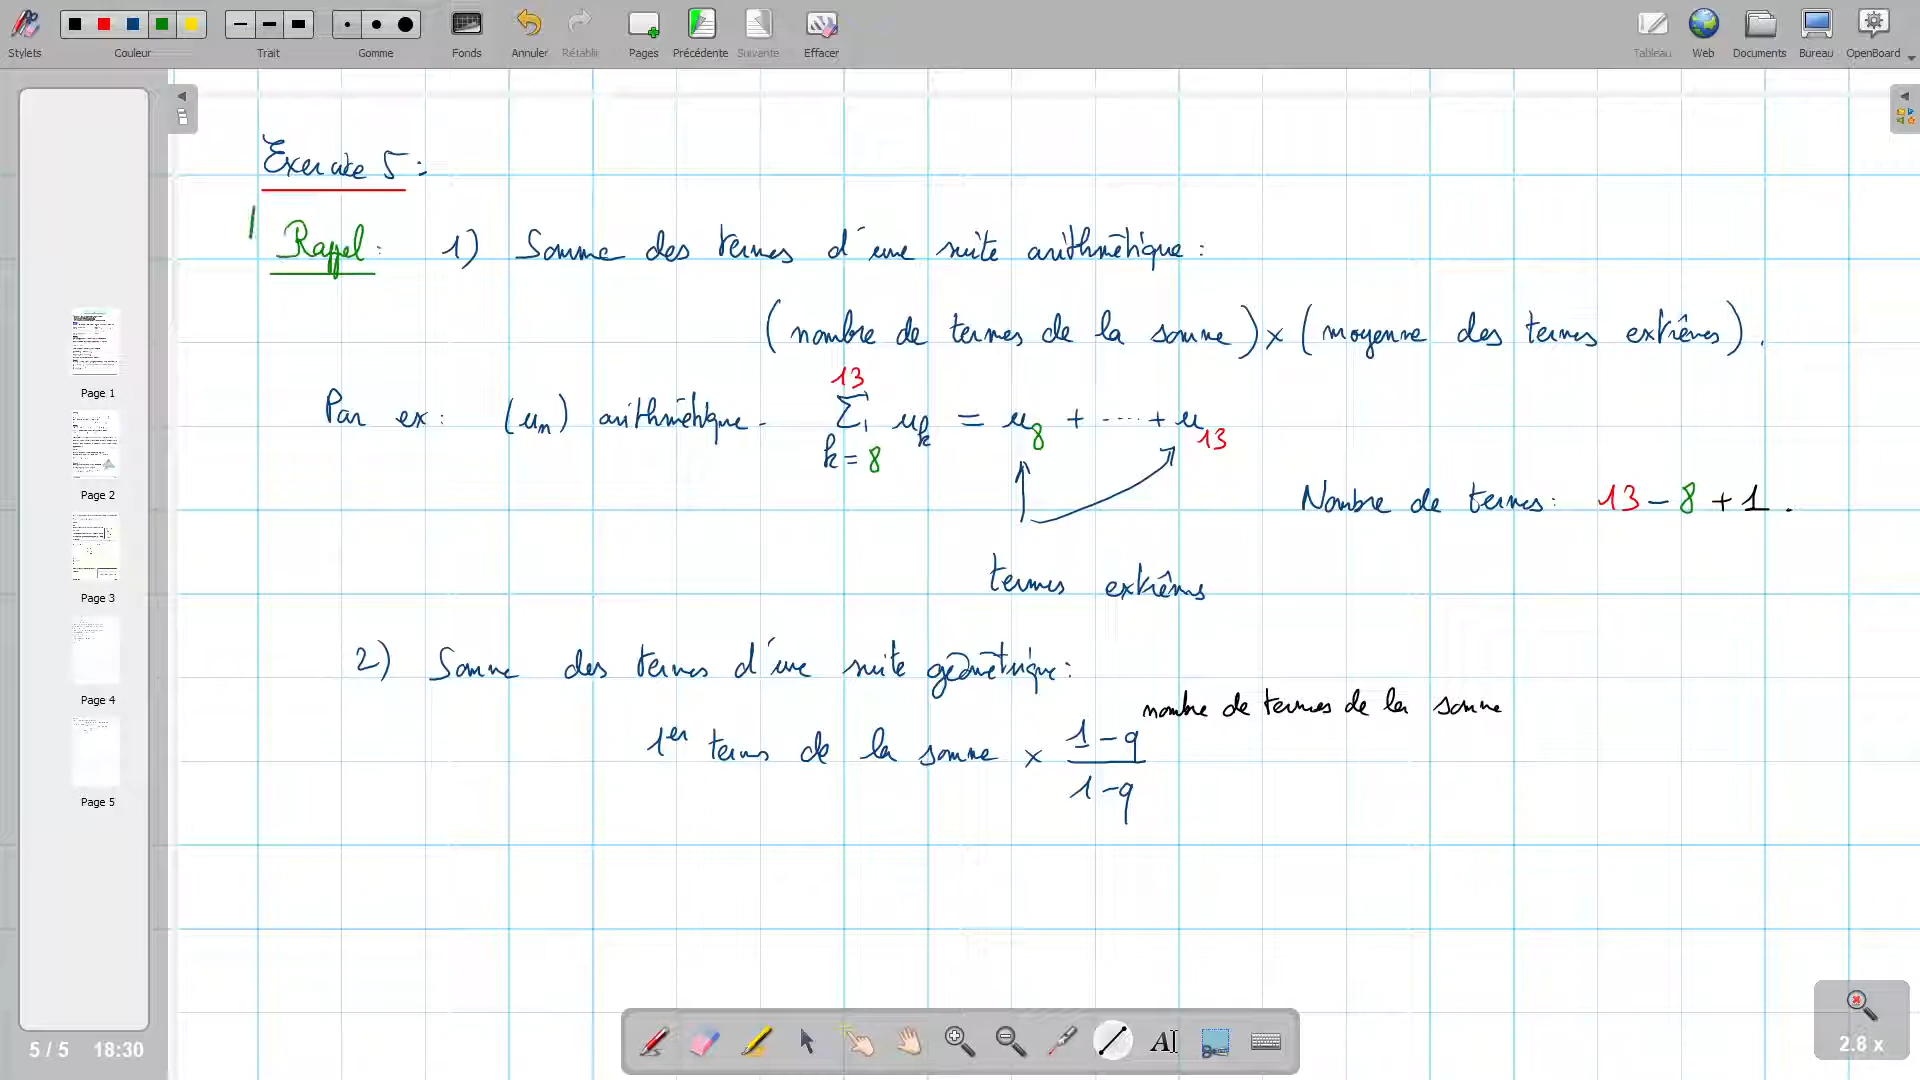 Stylets Couleur Trait Gomme Fonds Annuler Rétablir Pages Précédente Suivante Effacer Tableau Web Documents Bureau OpenBoard
Exercice 5 :
Rappel : 1) Somme des termes d'une suite arithmétique :
(nombre de termes de la somme) × (moyenne des termes extrêmes).
Par ex : (un) arithmétique. 13 ∑ k=8 uk = u8 + ... + u13
Nombre de termes : 13 - 8 + 1 .
termes extrêmes
2) Somme des termes d'une suite géométrique :
1er terme de la somme × (1-q^nombre de termes de la somme)/(1-q)
Page 1
Page 2
Page 3
Page 4
Page 5
5 / 5 18:30
2.8 x